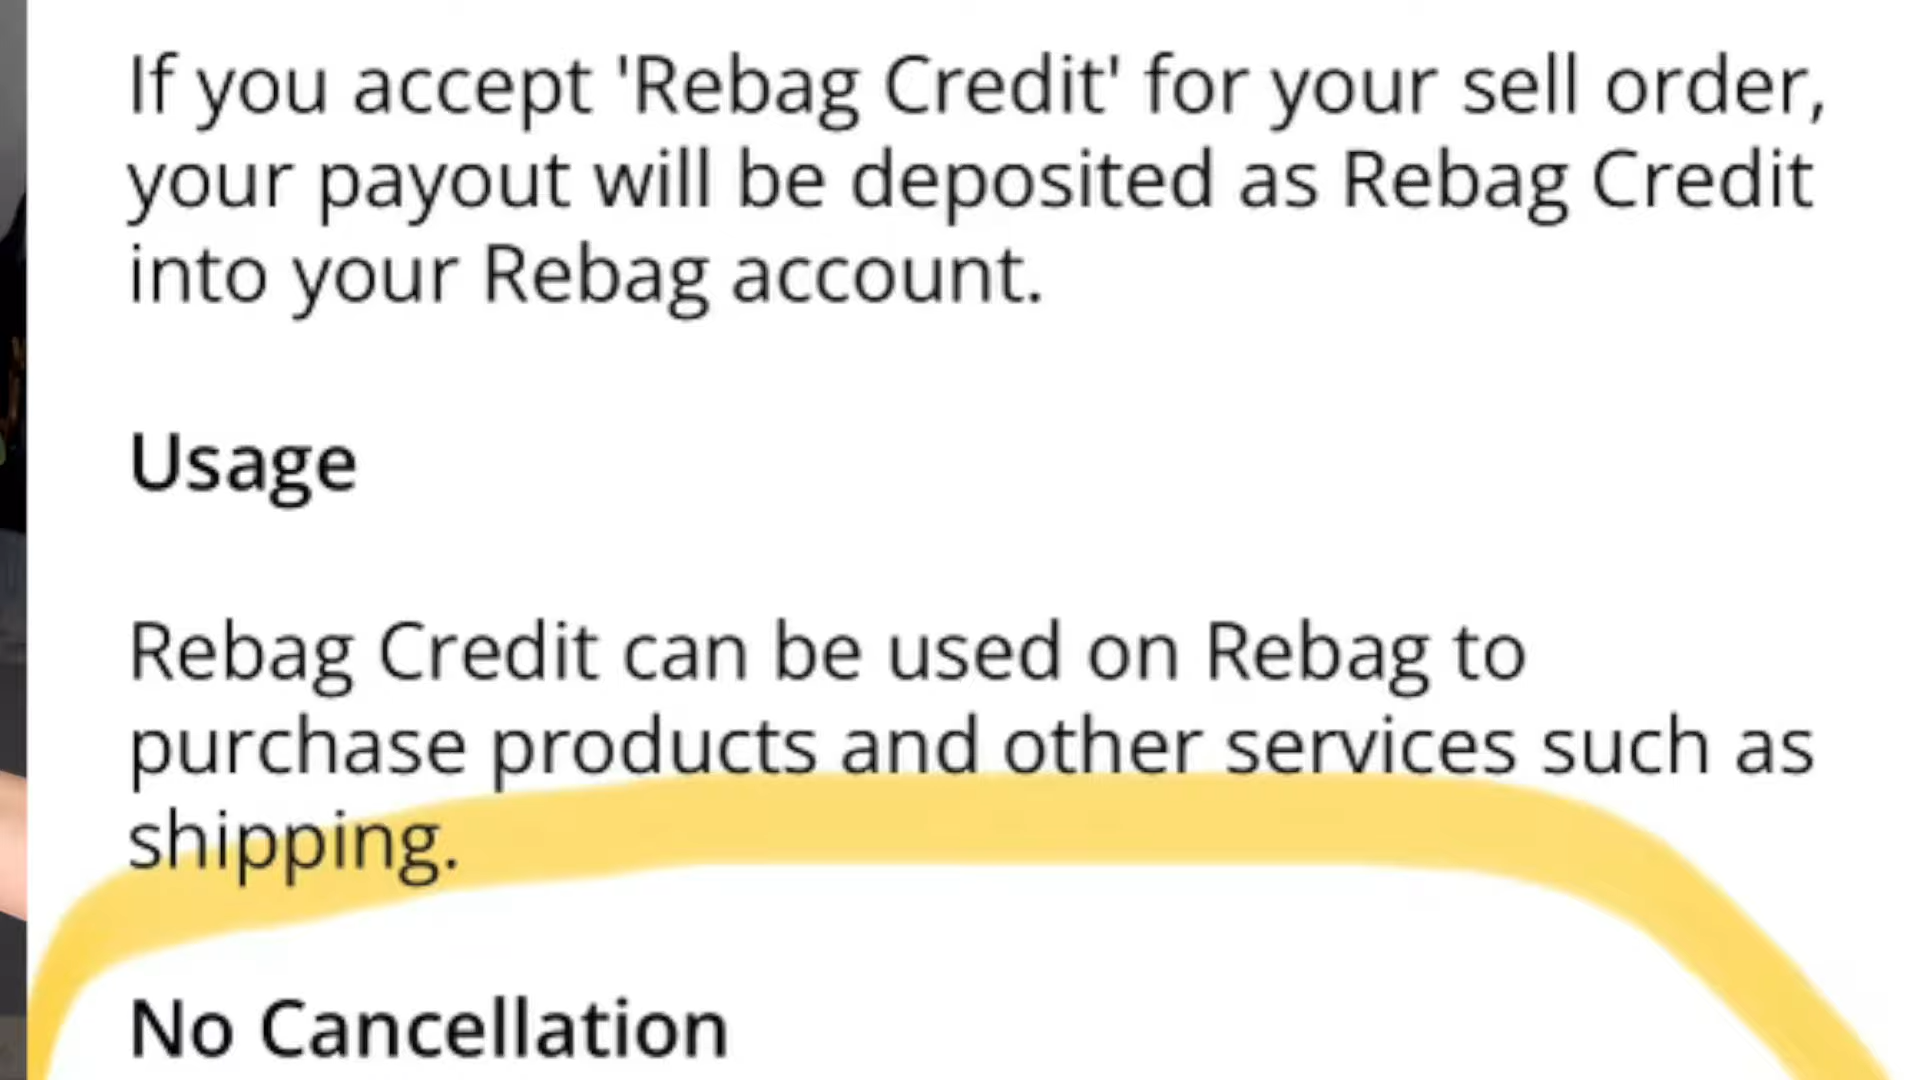 If you accept 'Rebag Credit' for your sell order,
your payout will be deposited as Rebag Credit
into your Rebag account.
Usage
Rebag Credit can be used on Rebag to
purchase products and other services such as
shipping.
No Cancellation